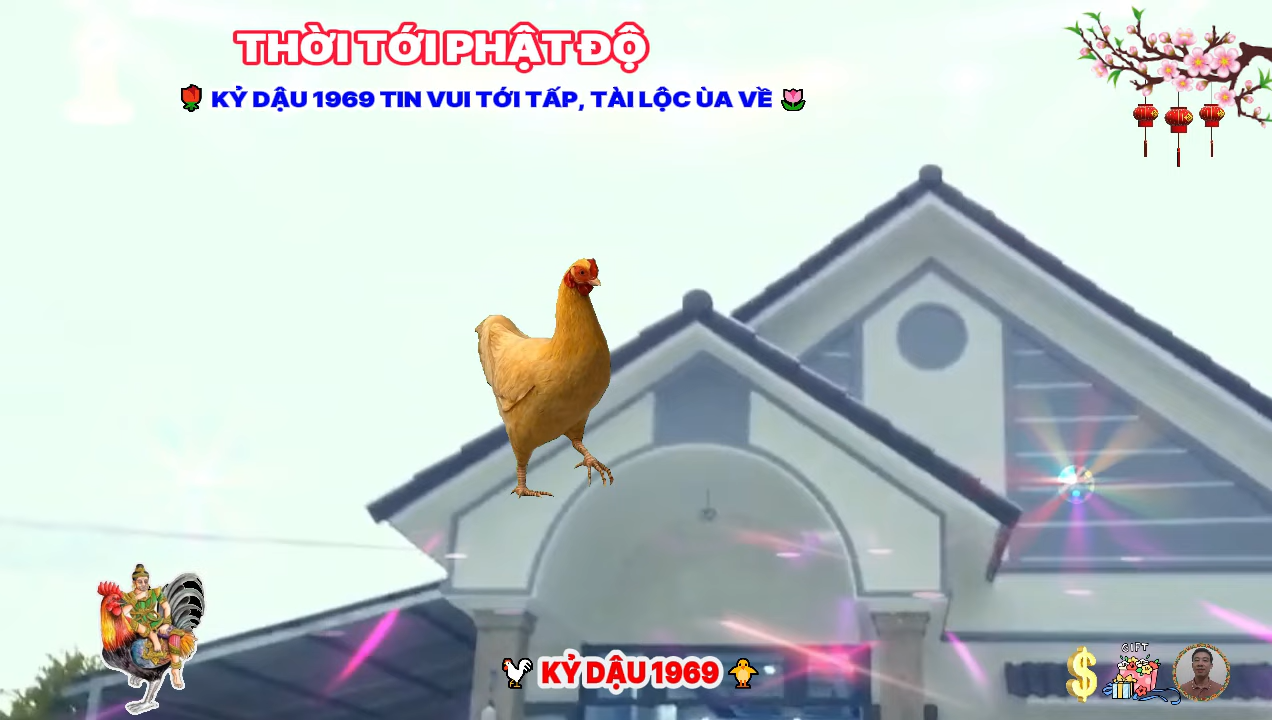 THỜI TỚI PHẬT ĐỘ
KỶ DẬU 1969 TIN VUI TỚI TẤP, TÀI LỘC ÙA VỀ
KỶ DẬU 1969
GIFT